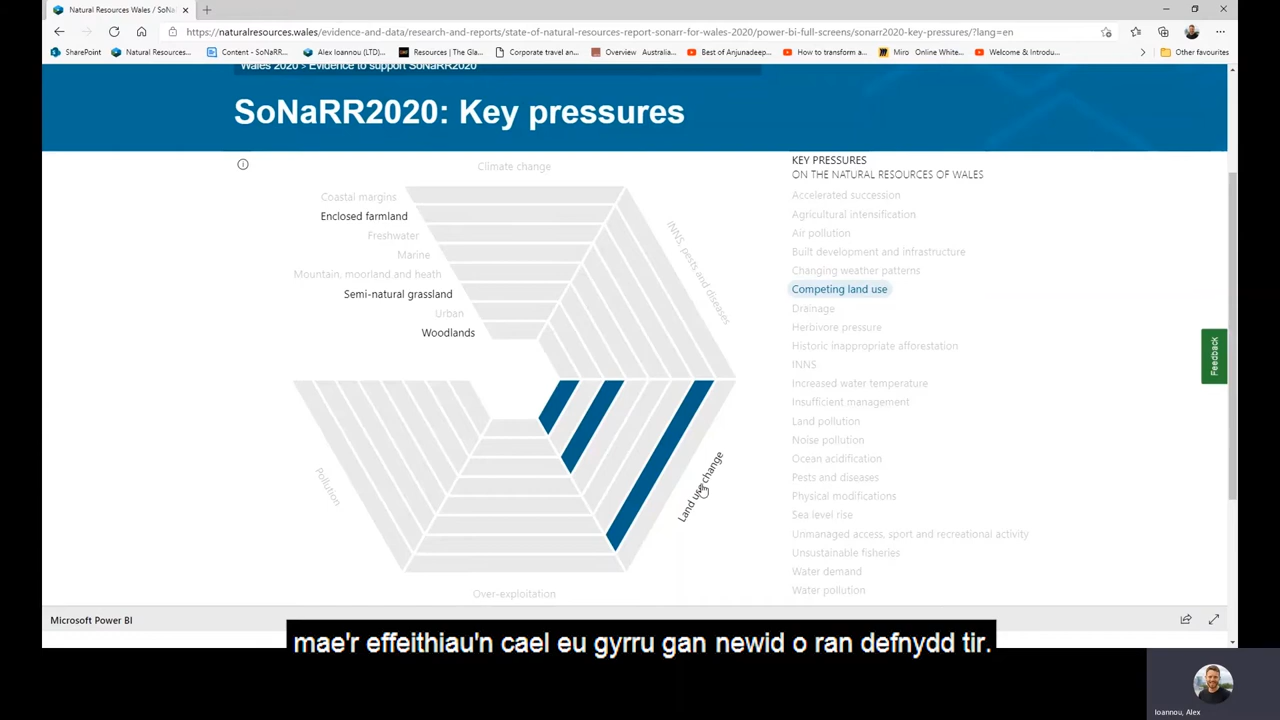 Natural Resources Wales / SoNa
https://naturalresources.wales/evidence-and-data/research-and-reports/state-of-natural-resources-report-sonarr-for-wales-2020/power-bi-full-screens/sonarr2020-key-pressures/?lang=en
SharePoint
Natural Resources...
Content - SoNaRR...
Alex Ioannou (LTD)...
Resources | The Gla...
Corporate travel an...
Overview Australia...
Best of Anjunadeep...
How to transform a...
Miro Online White...
Welcome & Introdu...
Other favourites
Wales 2020 > Evidence to support SoNaRR2020
SoNaRR2020: Key pressures
Climate change
Coastal margins
Enclosed farmland
Freshwater
Marine
Mountain, moorland and heath
Semi-natural grassland
Urban
Woodlands
INNS, pests and diseases
Land use change
Over-exploitation
Pollution
KEY PRESSURES
ON THE NATURAL RESOURCES OF WALES
Accelerated succession
Agricultural intensification
Air pollution
Built development and infrastructure
Changing weather patterns
Competing land use
Drainage
Herbivore pressure
Historic inappropriate afforestation
INNS
Increased water temperature
Insufficient management
Land pollution
Noise pollution
Ocean acidification
Pests and diseases
Physical modifications
Sea level rise
Unmanaged access, sport and recreational activity
Unsustainable fisheries
Water demand
Water pollution
Feedback
Microsoft Power BI
mae'r effeithiau'n cael eu gyrru gan newid o ran defnydd tir.
Ioannou, Alex